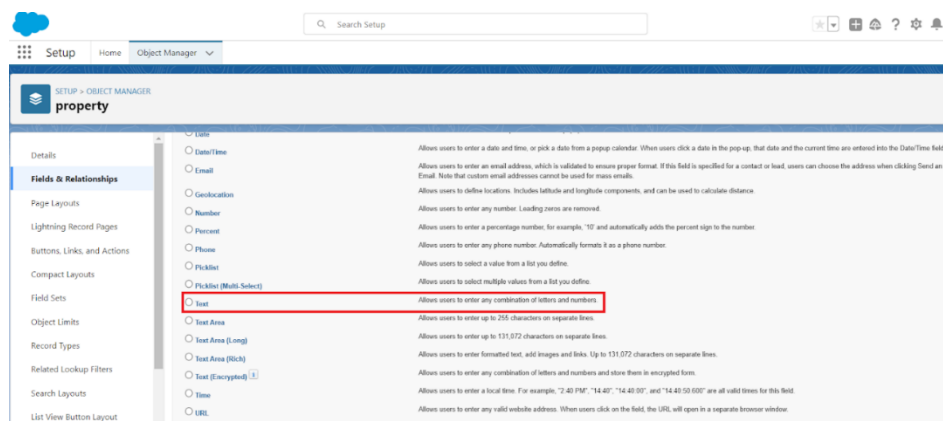 Search Setup
Setup Home Object Manager
SETUP > OBJECT MANAGER
property
Details
Fields & Relationships
Page Layouts
Lightning Record Pages
Buttons, Links, and Actions
Compact Layouts
Field Sets
Object Limits
Record Types
Related Lookup Filters
Search Layouts
List View Button Layout
Date
Date/Time Allows users to enter a date and time, or pick a date from a popup calendar. When users click a date in the pop-up, that date and the current time are entered into the Date/Time field
Email Allows users to enter an email address, which is validated to ensure proper format. If this field is specified for a contact or lead, users can choose the address when clicking Send an
Email. Note that custom email addresses cannot be used for mass emails.
Geolocation Allows users to define locations. Includes latitude and longitude components, and can be used to calculate distance.
Number Allows users to enter any number. Leading zeros are removed.
Percent Allows users to enter a percentage number, for example, '10' and automatically adds the percent sign to the number.
Phone Allows users to enter any phone number. Automatically formats it as a phone number.
Picklist Allows users to select a value from a list you define.
Picklist (Multi-Select) Allows users to select multiple values from a list you define.
Text Allows users to enter any combination of letters and numbers.
Text Area Allows users to enter up to 255 characters on separate lines.
Text Area (Long) Allows users to enter up to 131,072 characters on separate lines.
Text Area (Rich) Allows users to enter formatted text, add images and links. Up to 131,072 characters on separate lines.
Text (Encrypted) i Allows users to enter any combination of letters and numbers and store them in encrypted form.
Time Allows users to enter a local time. For example, "2:40 PM", "14:40", "14:40:00", and "14:40:50.600" are all valid times for this field.
URL Allows users to enter any valid website address. When users click on the field, the URL will open in a separate browser window.